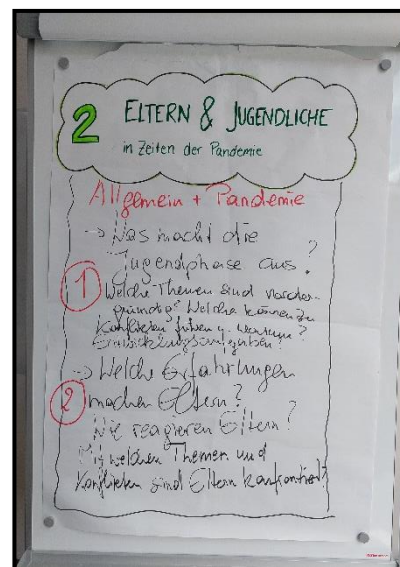 2 ELTERN & JUGENDLICHE
in Zeiten der Pandemie
Allgemein + Pandemie
→ Was macht die
Jugendphase aus?
1 Welche Themen sind vorder-
gründig? Welche können zu
Konflikten führen u. warum?
Entwicklungsaufgaben?
→ Welche Erfahrungen
2 machen Eltern?
Wie reagieren Eltern?
Mit welchen Themen und
Konflikten sind Eltern konfrontiert?